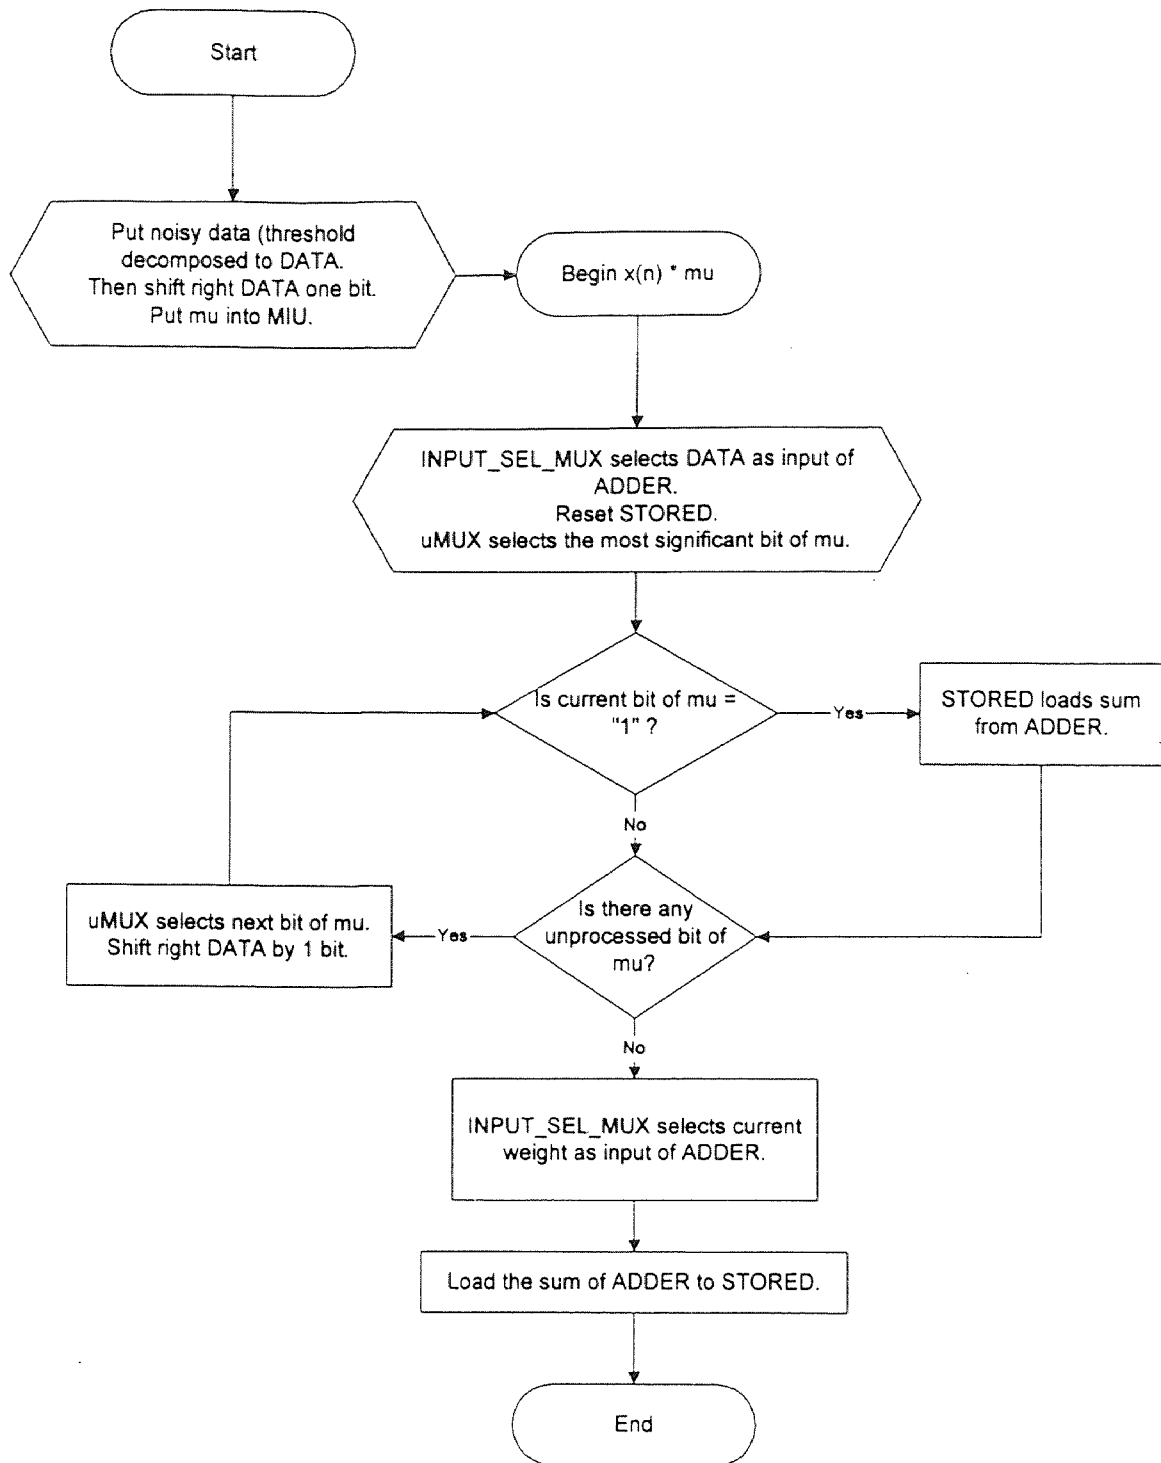 Start
Put noisy data (threshold
decomposed to DATA.
Then shift right DATA one bit.
Put mu into MIU.
Begin x(n) * mu
INPUT_SEL_MUX selects DATA as input of
ADDER.
Reset STORED.
uMUX selects the most significant bit of mu.
Is current bit of mu =
"1" ?
Yes
STORED loads sum
from ADDER.
No
Is there any
unprocessed bit of
mu?
Yes
uMUX selects next bit of mu.
Shift right DATA by 1 bit.
No
INPUT_SEL_MUX selects current
weight as input of ADDER.
Load the sum of ADDER to STORED.
End